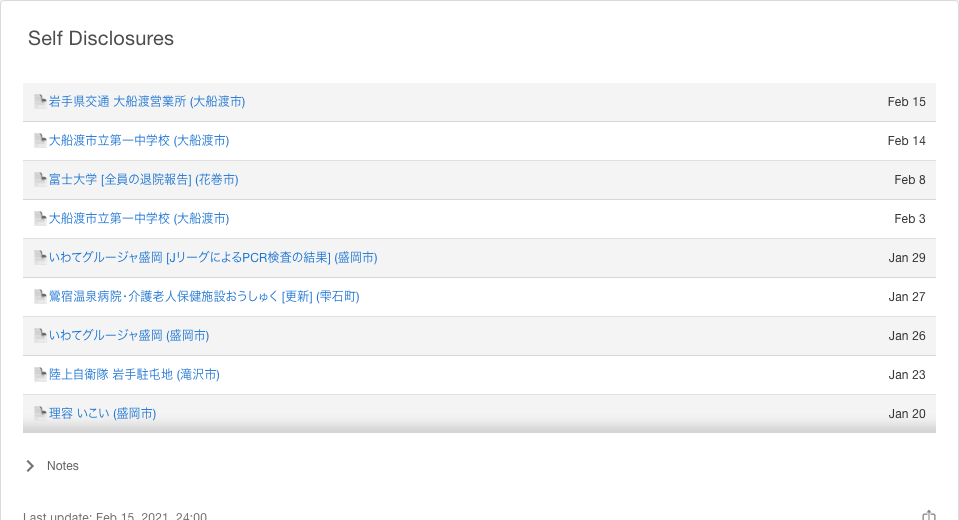 Self Disclosures
岩手県交通 大船渡営業所 (大船渡市)
Feb 15
大船渡市立第一中学校 (大船渡市)
Feb 14
富士大学 [全員の退院報告] (花巻市)
Feb 8
大船渡市立第一中学校 (大船渡市)
Feb 3
いわてグルージャ盛岡 [JリーグによるPCR検査の結果] (盛岡市)
Jan 29
鶯宿温泉病院・介護老人保健施設おうしゅく [更新] (雫石町)
Jan 27
いわてグルージャ盛岡 (盛岡市)
Jan 26
陸上自衛隊 岩手駐屯地 (滝沢市)
Jan 23
理容 いこい (盛岡市)
Jan 20
Notes
Last update: Feb 15, 2021, 24:00